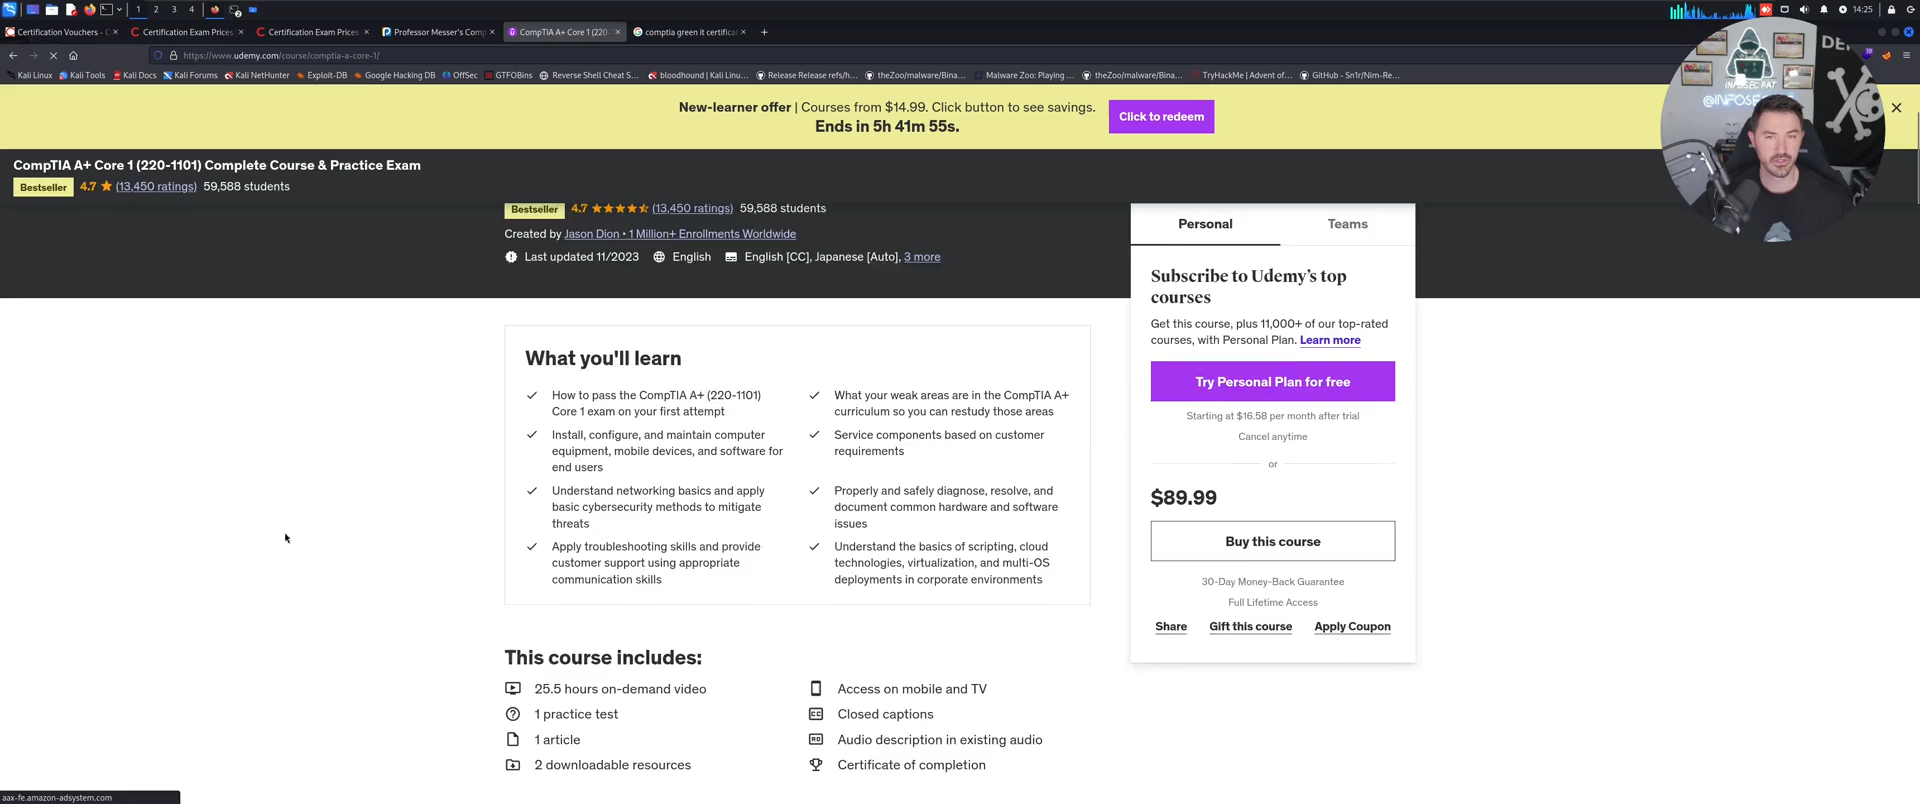 1 2 3 4 2 14:25
Certification Vouchers - C
Certification Exam Prices
Certification Exam Prices
Professor Messer's Comp
CompTIA A+ Core 1 (220-
comptia green it certificat
https://www.udemy.com/course/comptia-a-core-1/
Kali Linux Kali Tools Kali Docs Kali Forums Kali NetHunter Exploit-DB Google Hacking DB OffSec GTFOBins Reverse Shell Cheat S... bloodhound | Kali Linu... Release Release refs/h... theZoo/malware/Bina... Malware Zoo: Playing ... theZoo/malware/Bina... TryHackMe | Advent of... GitHub - Sn1r/Nim-Re...
INFOSEC PAT
@INFOSEC
New-learner offer | Courses from $14.99. Click button to see savings.
Ends in 5h 41m 55s.
Click to redeem
CompTIA A+ Core 1 (220-1101) Complete Course & Practice Exam
Bestseller 4.7 (13,450 ratings) 59,588 students
Bestseller 4.7 (13,450 ratings) 59,588 students
Created by Jason Dion • 1 Million+ Enrollments Worldwide
Last updated 11/2023 English English [CC], Japanese [Auto], 3 more
Personal Teams
Subscribe to Udemy's top
courses
Get this course, plus 11,000+ of our top-rated
courses, with Personal Plan. Learn more
Try Personal Plan for free
Starting at $16.58 per month after trial
Cancel anytime
or
$89.99
Buy this course
30-Day Money-Back Guarantee
Full Lifetime Access
Share Gift this course Apply Coupon
What you'll learn
How to pass the CompTIA A+ (220-1101)
Core 1 exam on your first attempt
What your weak areas are in the CompTIA A+
curriculum so you can restudy those areas
Install, configure, and maintain computer
equipment, mobile devices, and software for
end users
Service components based on customer
requirements
Understand networking basics and apply
basic cybersecurity methods to mitigate
threats
Properly and safely diagnose, resolve, and
document common hardware and software
issues
Apply troubleshooting skills and provide
customer support using appropriate
communication skills
Understand the basics of scripting, cloud
technologies, virtualization, and multi-OS
deployments in corporate environments
This course includes:
25.5 hours on-demand video
Access on mobile and TV
1 practice test
Closed captions
1 article
Audio description in existing audio
2 downloadable resources
Certificate of completion
aax-fe.amazon-adsystem.com